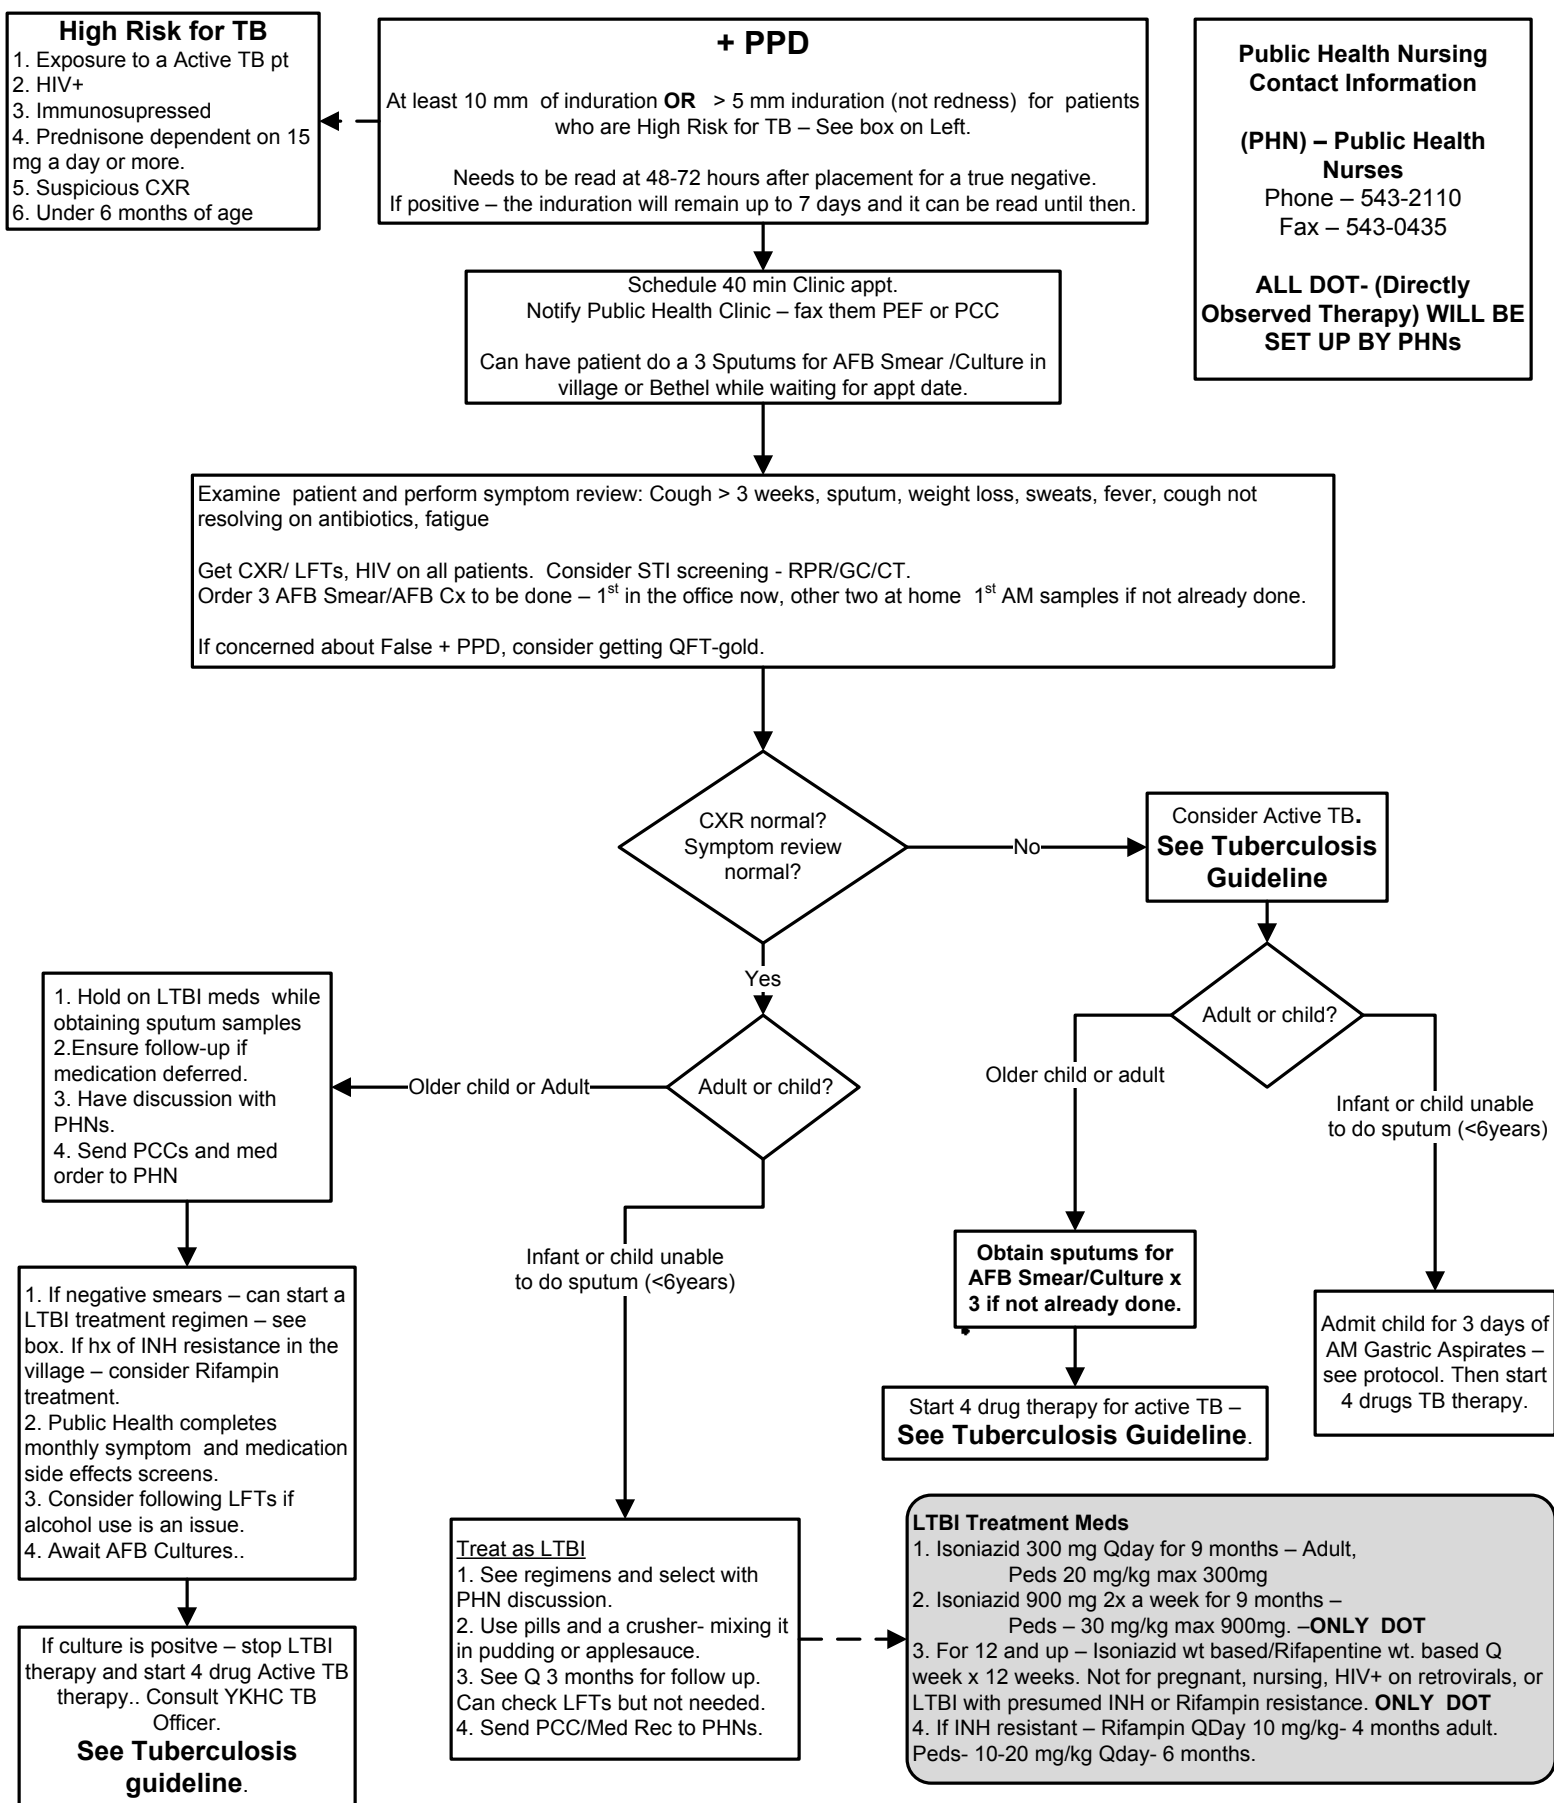 High Risk for TB
1. Exposure to a Active TB pt
2. HIV+
3. Immunosupressed
4. Prednisone dependent on 15
mg a day or more.
5. Suspicious CXR
6. Under 6 months of age
+ PPD
At least 10 mm of induration OR > 5 mm induration (not redness) for patients
who are High Risk for TB – See box on Left.
Needs to be read at 48-72 hours after placement for a true negative.
If positive – the induration will remain up to 7 days and it can be read until then.
Public Health Nursing
Contact Information
(PHN) – Public Health
Nurses
Phone – 543-2110
Fax – 543-0435
ALL DOT- (Directly
Observed Therapy) WILL BE
SET UP BY PHNs
Schedule 40 min Clinic appt.
Notify Public Health Clinic – fax them PEF or PCC
Can have patient do a 3 Sputums for AFB Smear /Culture in
village or Bethel while waiting for appt date.
Examine patient and perform symptom review: Cough > 3 weeks, sputum, weight loss, sweats, fever, cough not
resolving on antibiotics, fatigue
Get CXR/ LFTs, HIV on all patients. Consider STI screening - RPR/GC/CT.
Order 3 AFB Smear/AFB Cx to be done – 1st in the office now, other two at home 1st AM samples if not already done.
If concerned about False + PPD, consider getting QFT-gold.
CXR normal?
Symptom review
normal?
No
Consider Active TB.
See Tuberculosis
Guideline
Yes
Adult or child?
Older child or adult
Infant or child unable
to do sputum (<6years)
1. Hold on LTBI meds while
obtaining sputum samples
2.Ensure follow-up if
medication deferred.
3. Have discussion with
PHNs.
4. Send PCCs and med
order to PHN
Older child or Adult
Adult or child?
Infant or child unable
to do sputum (<6years)
Obtain sputums for
AFB Smear/Culture x
3 if not already done.
Admit child for 3 days of
AM Gastric Aspirates –
see protocol. Then start
4 drugs TB therapy.
Start 4 drug therapy for active TB –
See Tuberculosis Guideline.
1. If negative smears – can start a
LTBI treatment regimen – see
box. If hx of INH resistance in the
village – consider Rifampin
treatment.
2. Public Health completes
monthly symptom and medication
side effects screens.
3. Consider following LFTs if
alcohol use is an issue.
4. Await AFB Cultures..
If culture is positve – stop LTBI
therapy and start 4 drug Active TB
therapy.. Consult YKHC TB
Officer.
See Tuberculosis
guideline.
Treat as LTBI
1. See regimens and select with
PHN discussion.
2. Use pills and a crusher- mixing it
in pudding or applesauce.
3. See Q 3 months for follow up.
Can check LFTs but not needed.
4. Send PCC/Med Rec to PHNs.
LTBI Treatment Meds
1. Isoniazid 300 mg Qday for 9 months – Adult,
Peds 20 mg/kg max 300mg
2. Isoniazid 900 mg 2x a week for 9 months –
Peds – 30 mg/kg max 900mg. –ONLY DOT
3. For 12 and up – Isoniazid wt based/Rifapentine wt. based Q
week x 12 weeks. Not for pregnant, nursing, HIV+ on retrovirals, or
LTBI with presumed INH or Rifampin resistance. ONLY DOT
4. If INH resistant – Rifampin QDay 10 mg/kg- 4 months adult.
Peds- 10-20 mg/kg Qday- 6 months.